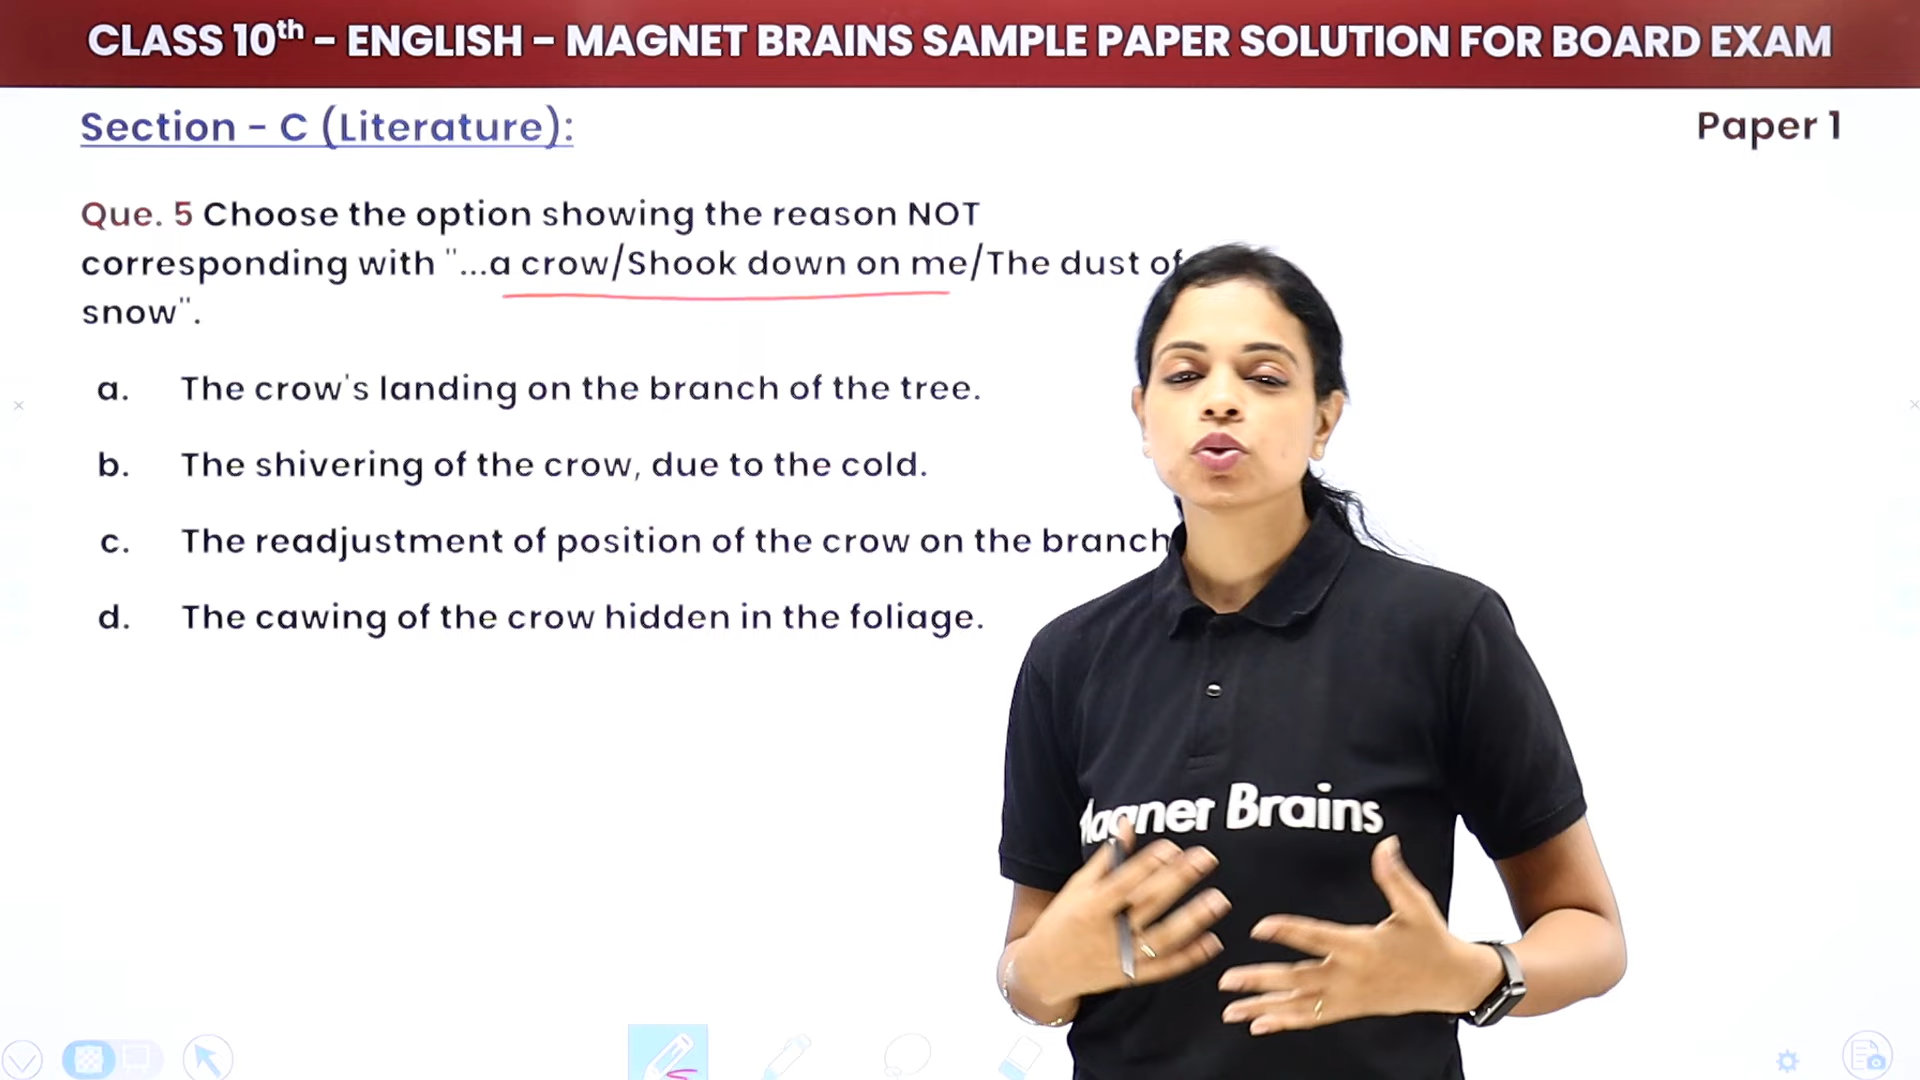 CLASS 10th - ENGLISH - MAGNET BRAINS SAMPLE PAPER SOLUTION FOR BOARD EXAM
Section - C (Literature):
Paper 1
Que. 5 Choose the option showing the reason NOT
corresponding with "...a crow/Shook down on me/The dust of
snow".
a. The crow's landing on the branch of the tree.
b. The shivering of the crow, due to the cold.
c. The readjustment of position of the crow on the branch
d. The cawing of the crow hidden in the foliage.
Magnet Brains